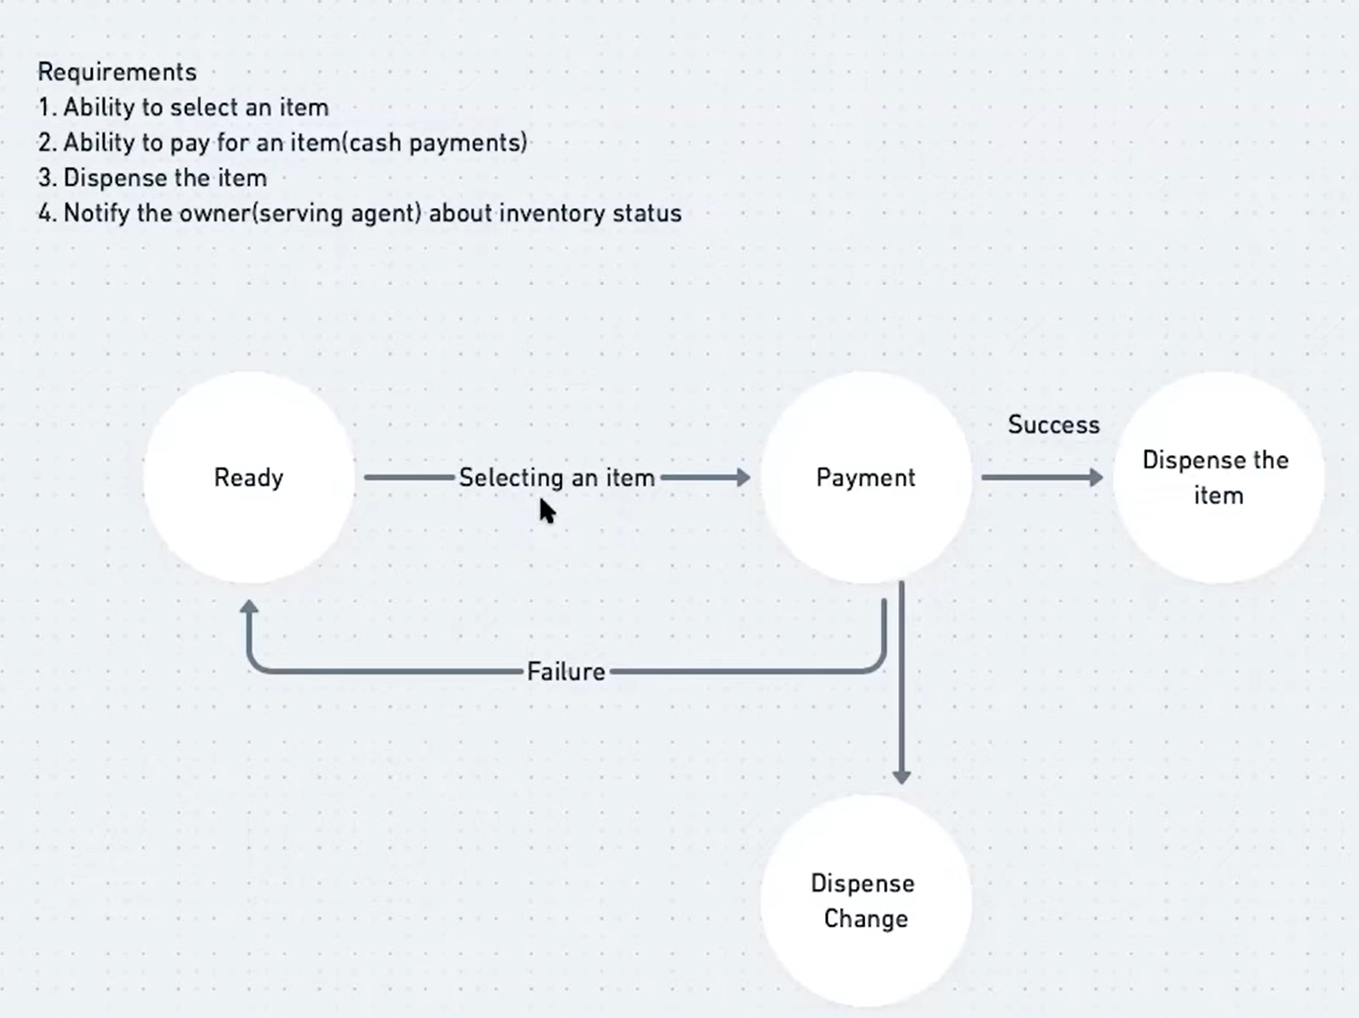 Requirements
1. Ability to select an item
2. Ability to pay for an item(cash payments)
3. Dispense the item
4. Notify the owner(serving agent) about inventory status
Ready
Selecting an item
Payment
Success
Dispense the
item
Failure
Dispense
Change